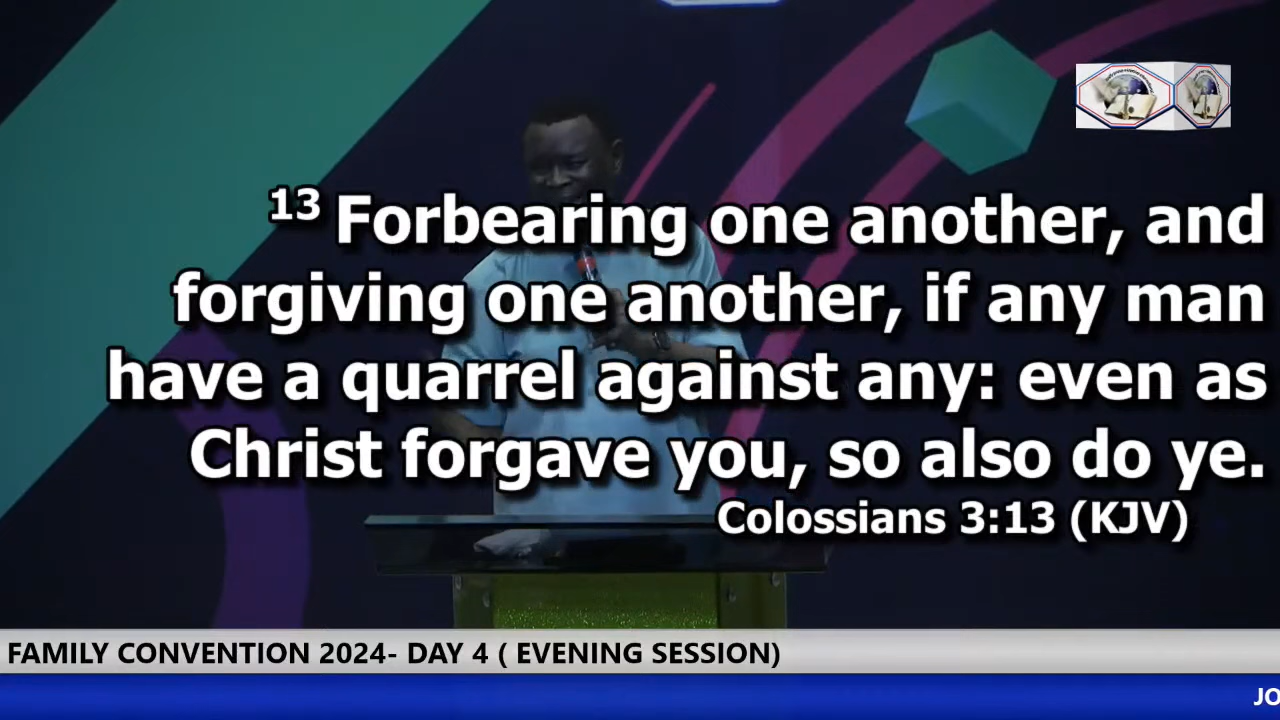 13 Forbearing one another, and
forgiving one another, if any man
have a quarrel against any: even as
Christ forgave you, so also do ye.
Colossians 3:13 (KJV)
FAMILY CONVENTION 2024- DAY 4 ( EVENING SESSION)
JO